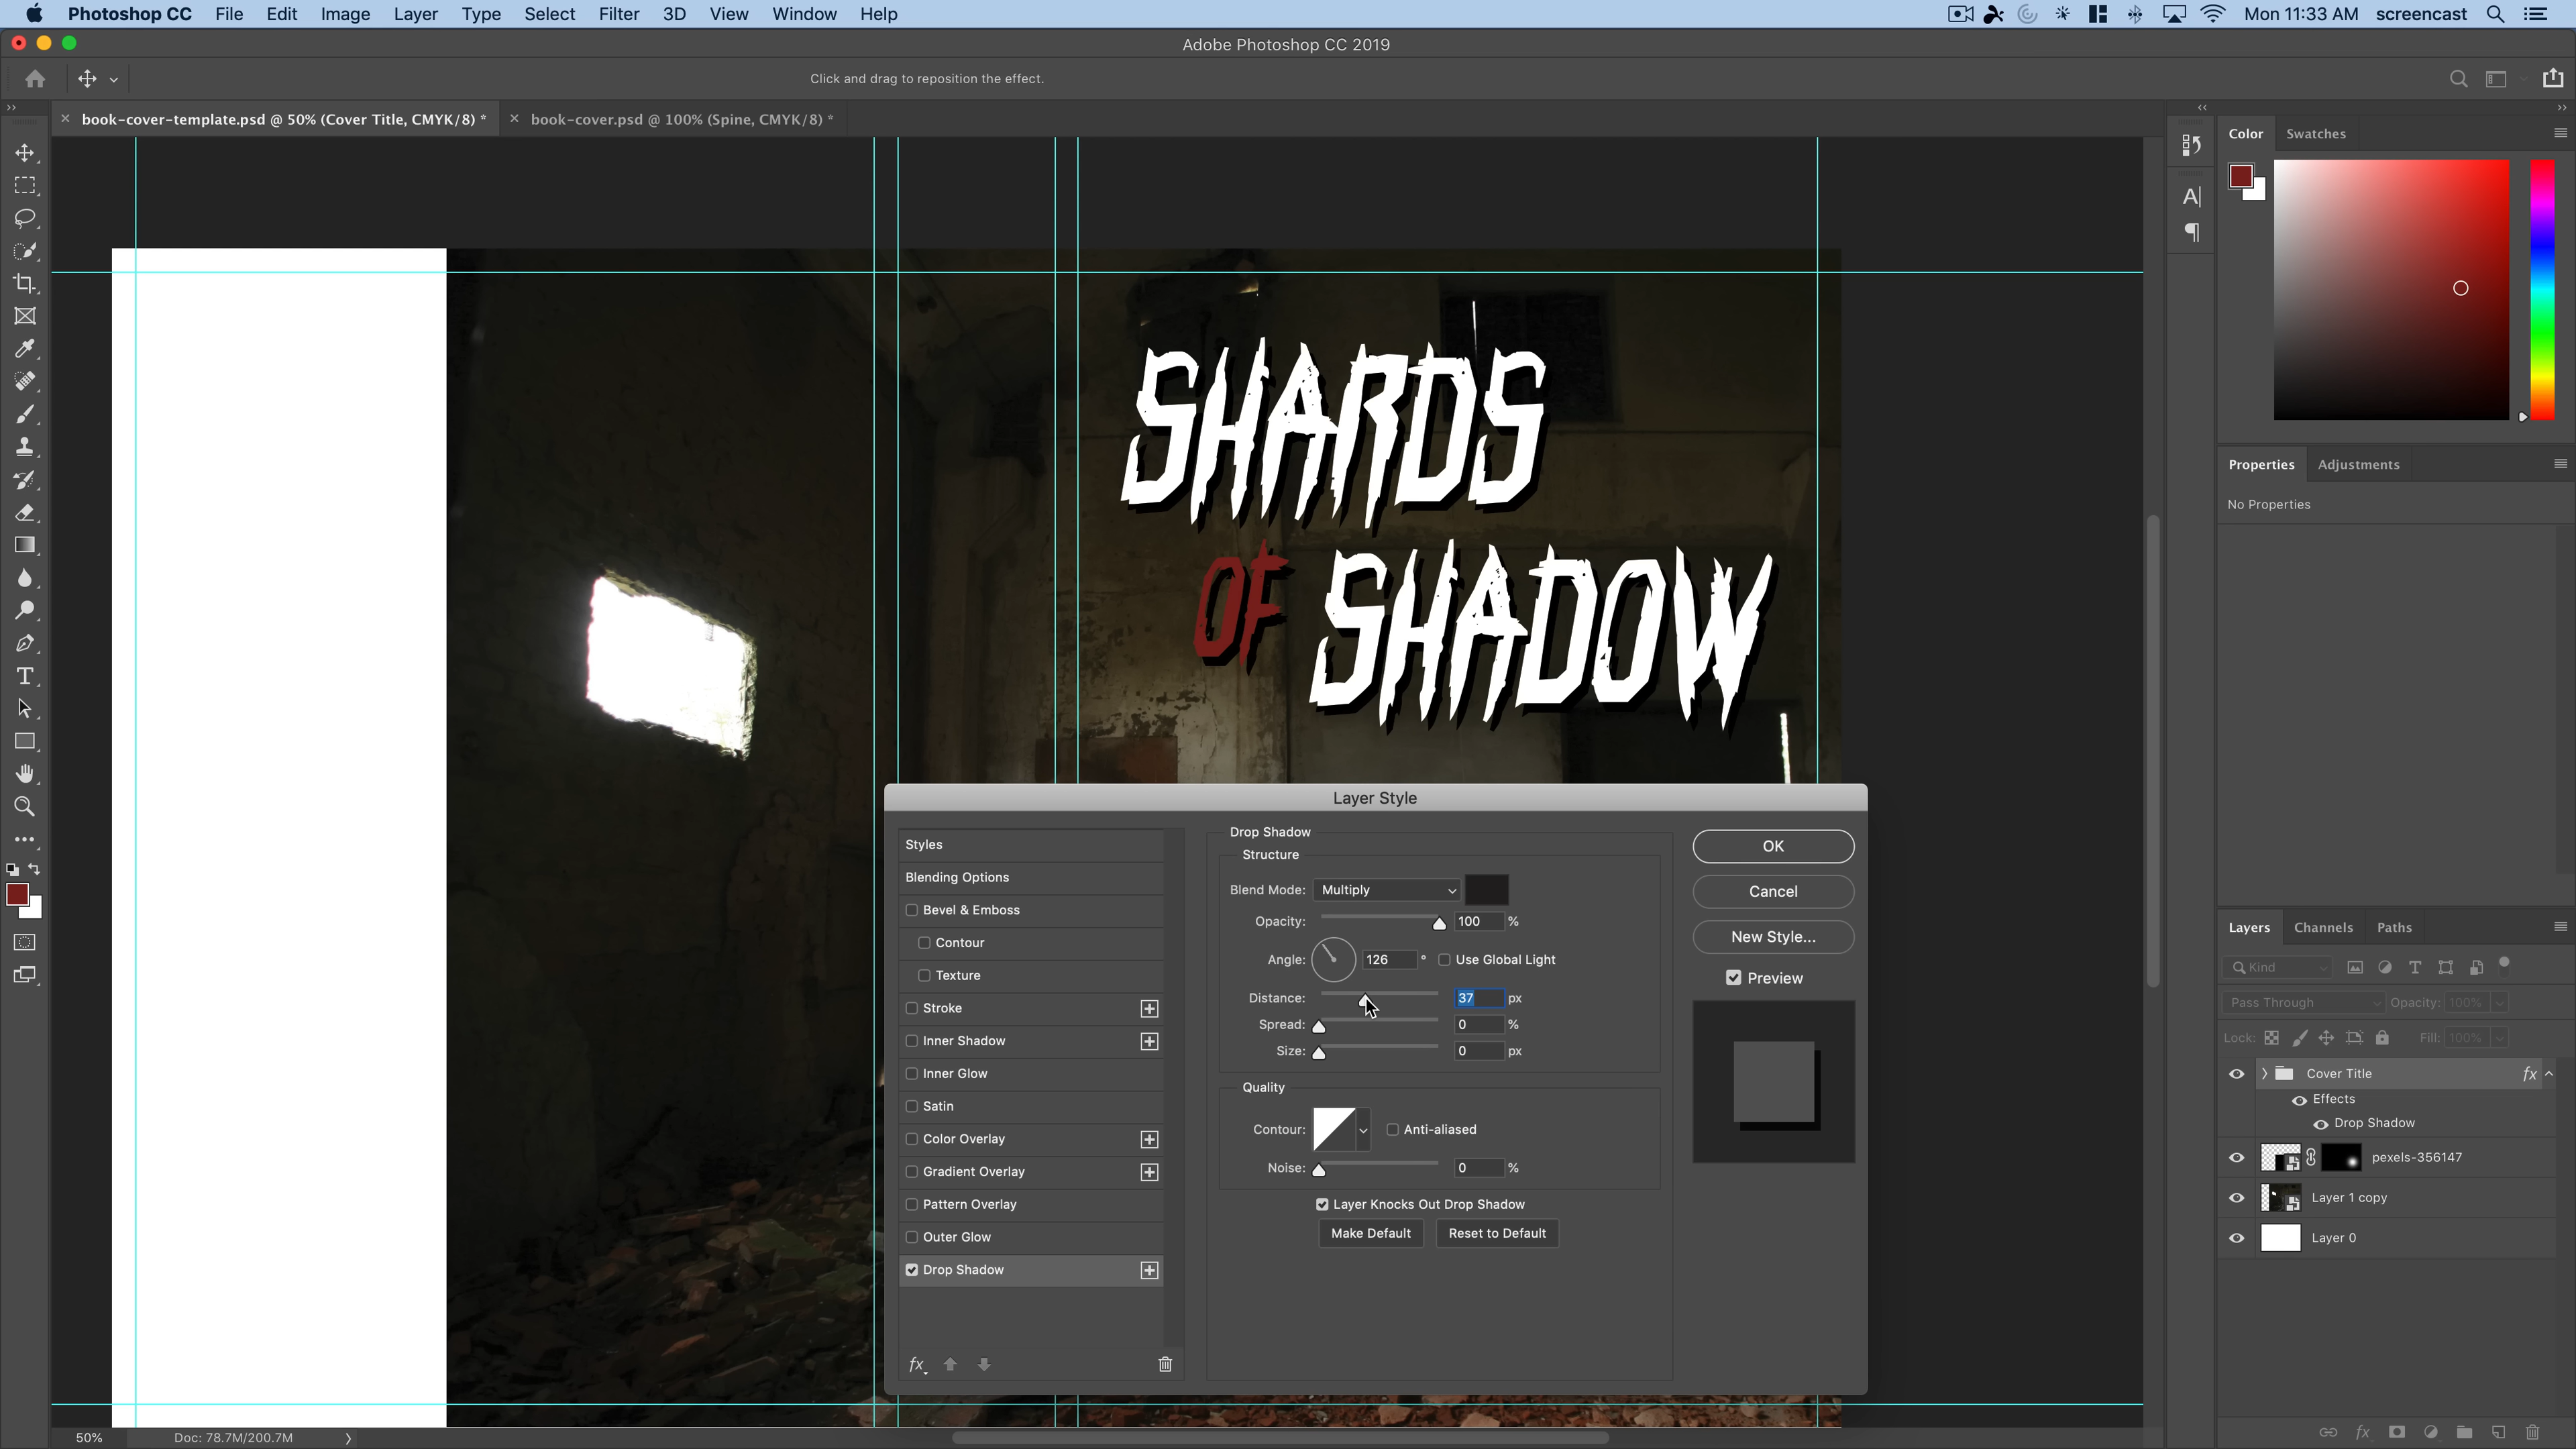 Photoshop CC File Edit Image Layer Type Select Filter 3D View Window Help Mon 11:33 AM screencast
Adobe Photoshop CC 2019
Click and drag to reposition the effect.
book-cover-template.psd @ 50% (Cover Title, CMYK/8) * book-cover.psd @ 100% (Spine, CMYK/8) *
Color Swatches
SHARDS
OF SHADOW
Properties Adjustments
No Properties
Layer Style
Styles
Blending Options
Bevel & Emboss
Contour
Texture
Stroke
Inner Shadow
Inner Glow
Satin
Color Overlay
Gradient Overlay
Pattern Overlay
Outer Glow
Drop Shadow
fx
Drop Shadow
Structure
Blend Mode: Multiply
Opacity: 100 %
Angle: 126 ° Use Global Light
Distance: 37 px
Spread: 0 %
Size: 0 px
Quality
Contour: Anti-aliased
Noise: 0 %
Layer Knocks Out Drop Shadow
Make Default Reset to Default
OK
Cancel
New Style...
Preview
Layers Channels Paths
Kind
Pass Through Opacity: 100%
Lock: Fill: 100%
Cover Title fx
Effects
Drop Shadow
pexels-356147
Layer 1 copy
Layer 0
fx
50% Doc: 78.7M/200.7M